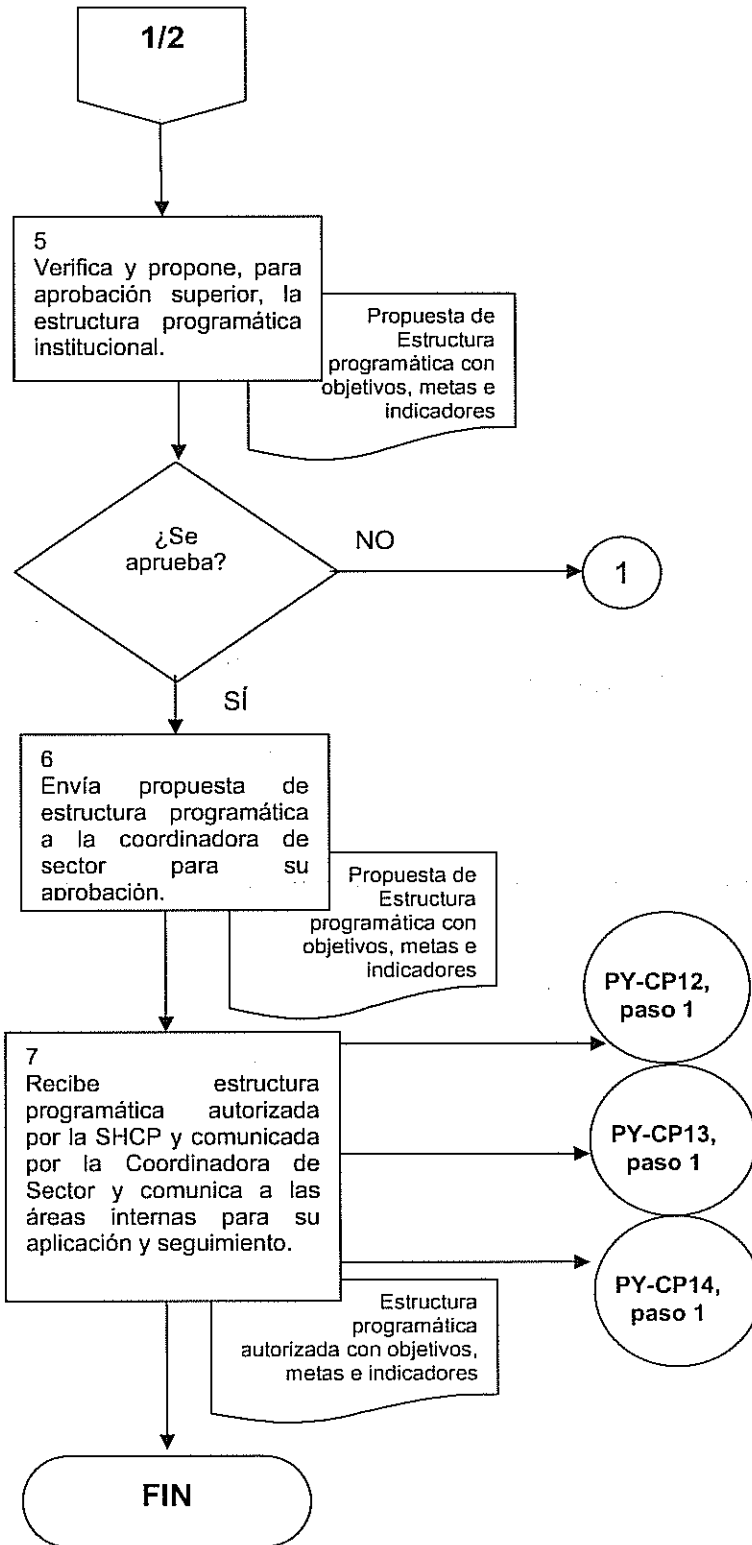 1/2
5
Verifica y propone, para
aprobación superior, la
estructura programática
institucional.
Propuesta de
Estructura
programática con
objetivos, metas e
indicadores
¿Se
aprueba?
NO
1
SÍ
6
Envía propuesta de
estructura programática
a la coordinadora de
sector para su
aprobación.
Propuesta de
Estructura
programática con
objetivos, metas e
indicadores
PY-CP12,
paso 1
7
Recibe estructura
programática autorizada
por la SHCP y comunicada
por la Coordinadora de
Sector y comunica a las
áreas internas para su
aplicación y seguimiento.
PY-CP13,
paso 1
PY-CP14,
paso 1
Estructura
programática
autorizada con objetivos,
metas e indicadores
FIN